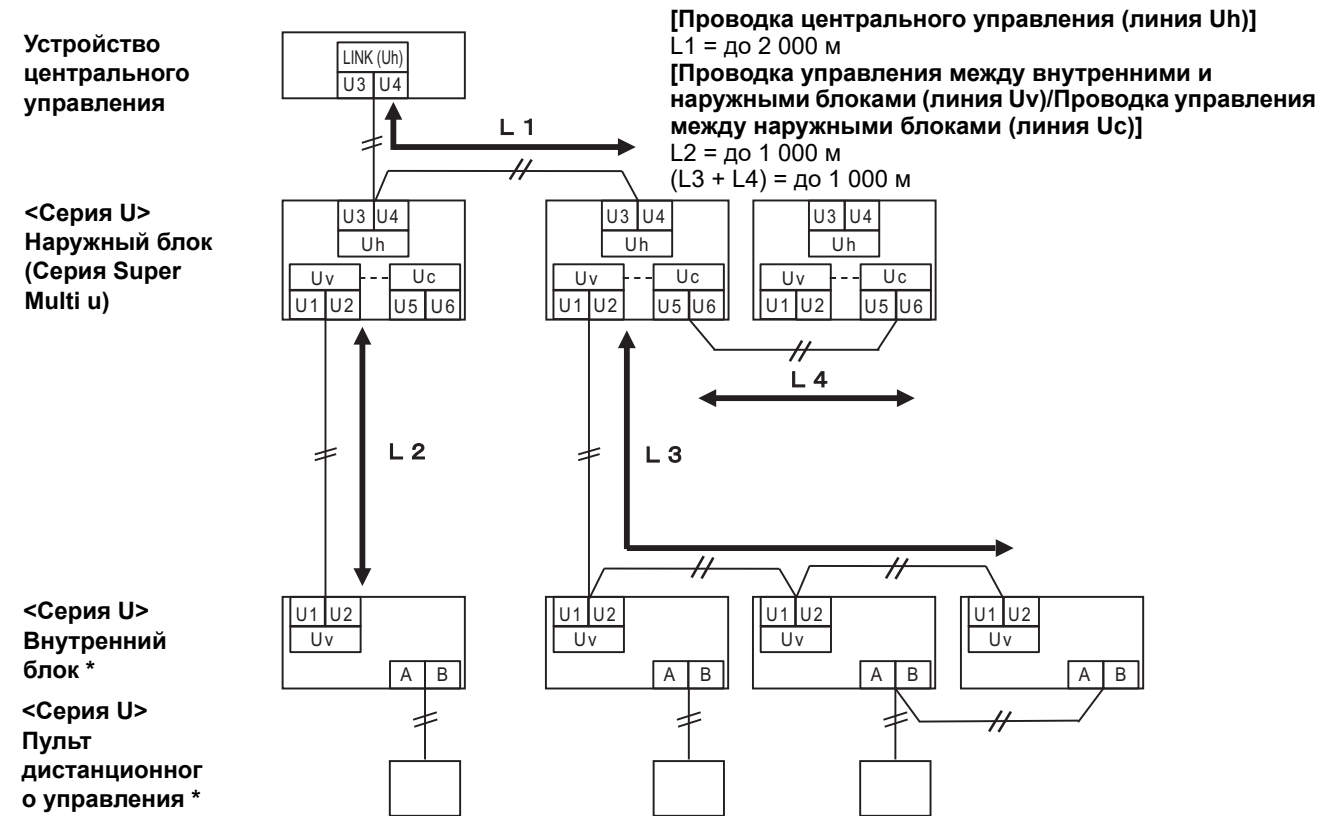 [Проводка центрального управления (линия Uh)]
L1 = до 2 000 м
[Проводка управления между внутренними и
наружными блоками (линия Uv)/Проводка управления
между наружными блоками (линия Uc)]
L2 = до 1 000 м
(L3 + L4) = до 1 000 м
Устройство
центрального
управления
LINK (Uh)
U3 U4
L 1
<Серия U>
Наружный блок
(Серия Super
Multi u)
U3 U4
Uh
Uv Uc
U1 U2 U5 U6
U3 U4
Uh
Uv Uc
U1 U2 U5 U6
U3 U4
Uh
Uv Uc
U1 U2 U5 U6
L 4
L 2
L 3
<Серия U>
Внутренний
блок *
U1 U2
Uv
A B
U1 U2
Uv
A B
U1 U2
Uv
A B
U1 U2
Uv
A B
<Серия U>
Пульт
дистанционног
о управления *